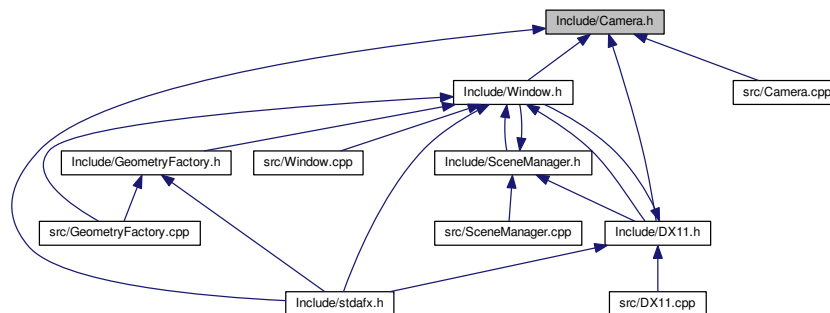 Include/Camera.h
Include/Window.h
src/Camera.cpp
Include/GeometryFactory.h
src/Window.cpp
Include/SceneManager.h
src/GeometryFactory.cpp
src/SceneManager.cpp
Include/DX11.h
Include/stdafx.h
src/DX11.cpp